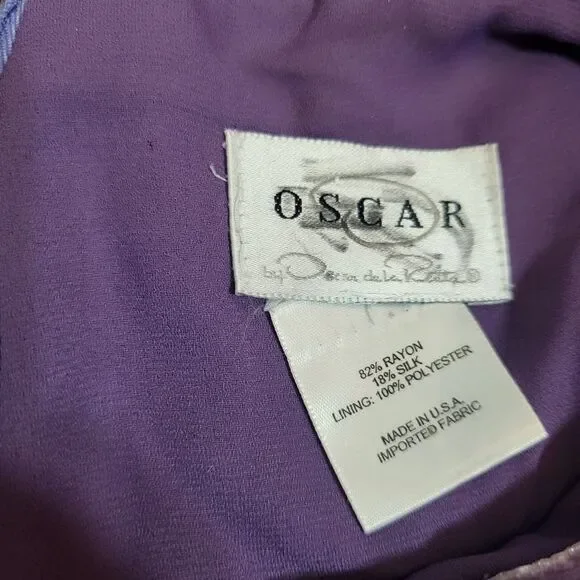 OSCAR
by Oscar de la Renta ©
82% RAYON
18% SILK
LINING: 100% POLYESTER
MADE IN U.S.A.
IMPORTED FABRIC